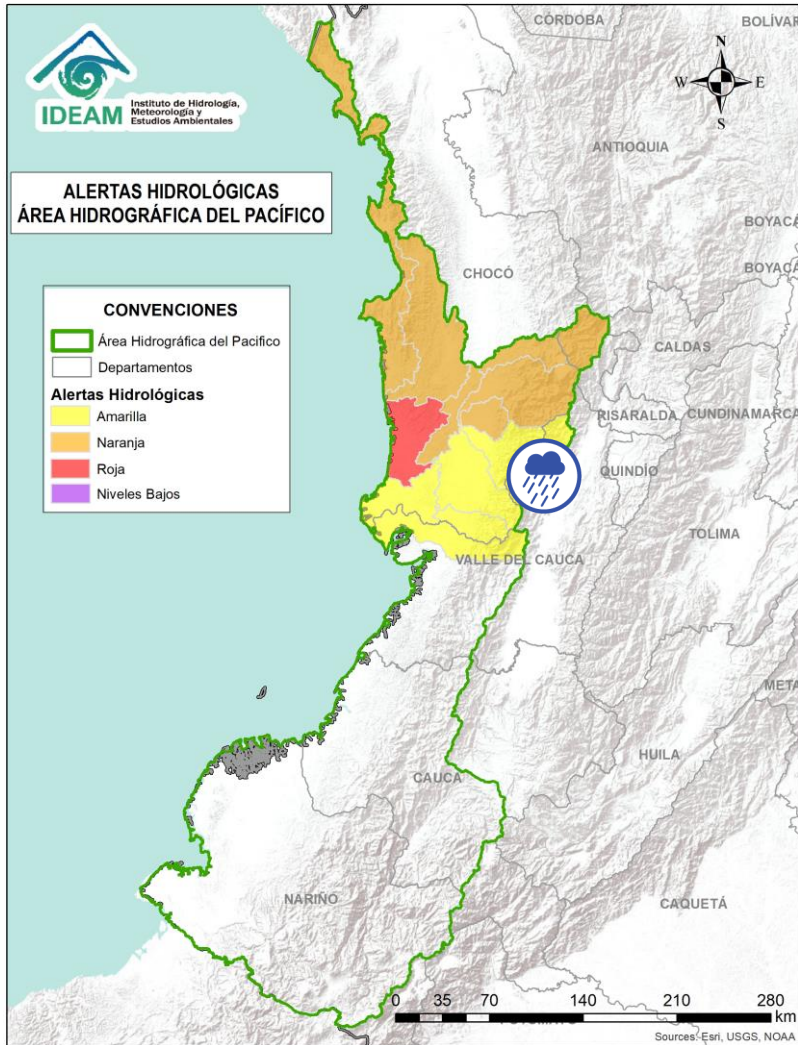 CÓRDOBA
BOLÍVAR
N
W
E
S
IDEAM
Instituto de Hidrología,
Meteorología y
Estudios Ambientales
ANTIOQUIA
ALERTAS HIDROLÓGICAS
ÁREA HIDROGRÁFICA DEL PACÍFICO
BOYACÁ
BOYACÁ
CHOCÓ
CONVENCIONES
Área Hidrográfica del Pacifico
Departamentos
Alertas Hidrológicas
Amarilla
Naranja
Roja
Niveles Bajos
CALDAS
RISARALDA
CUNDINAMARCA
QUINDÍO
TOLIMA
VALLE DEL CAUCA
META
HUILA
CAUCA
NARIÑO
CAQUETÁ
0 35 70 140 210 280
km
Sources: Esri, USGS, NOAA